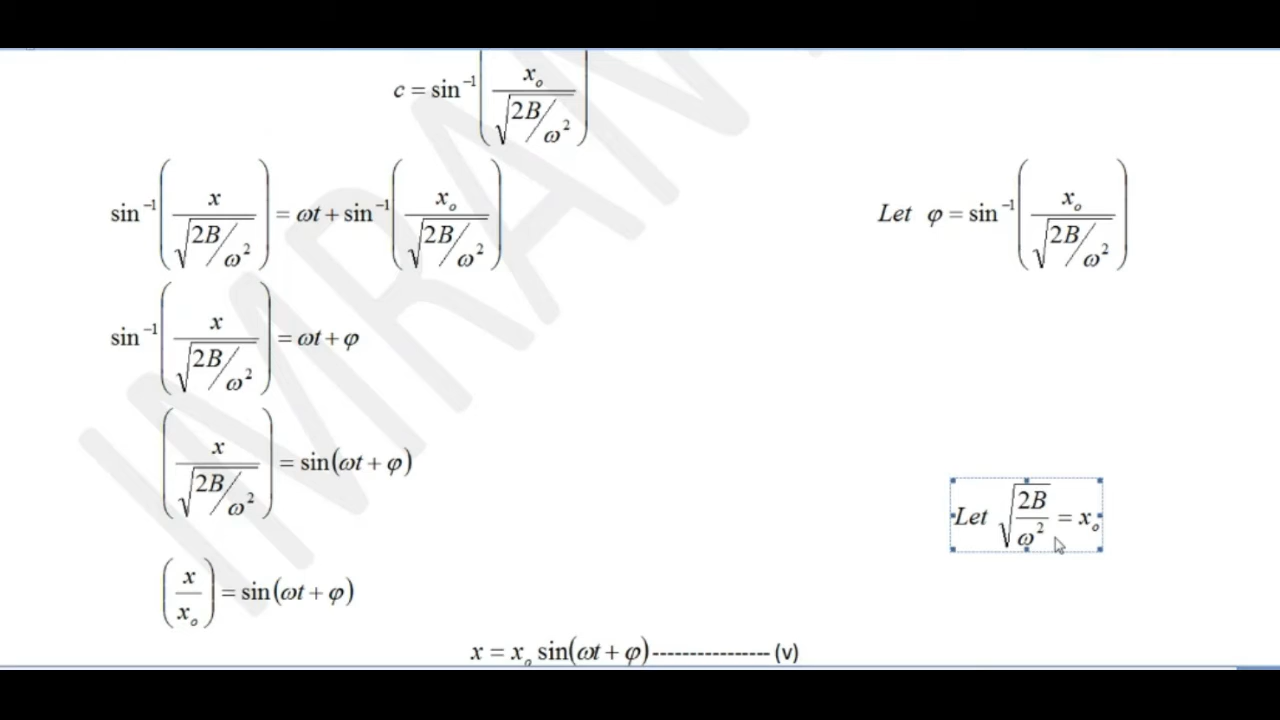 c = sin⁻¹(xₒ / √(2B/ω²))
sin⁻¹(x / √(2B/ω²)) = ωt + sin⁻¹(xₒ / √(2B/ω²))
Let φ = sin⁻¹(xₒ / √(2B/ω²))
sin⁻¹(x / √(2B/ω²)) = ωt + φ
(x / √(2B/ω²)) = sin(ωt + φ)
Let √(2B/ω²) = xₒ
(x/xₒ) = sin(ωt + φ)
x = xₒ sin(ωt + φ)---------------- (v)
IMRAN